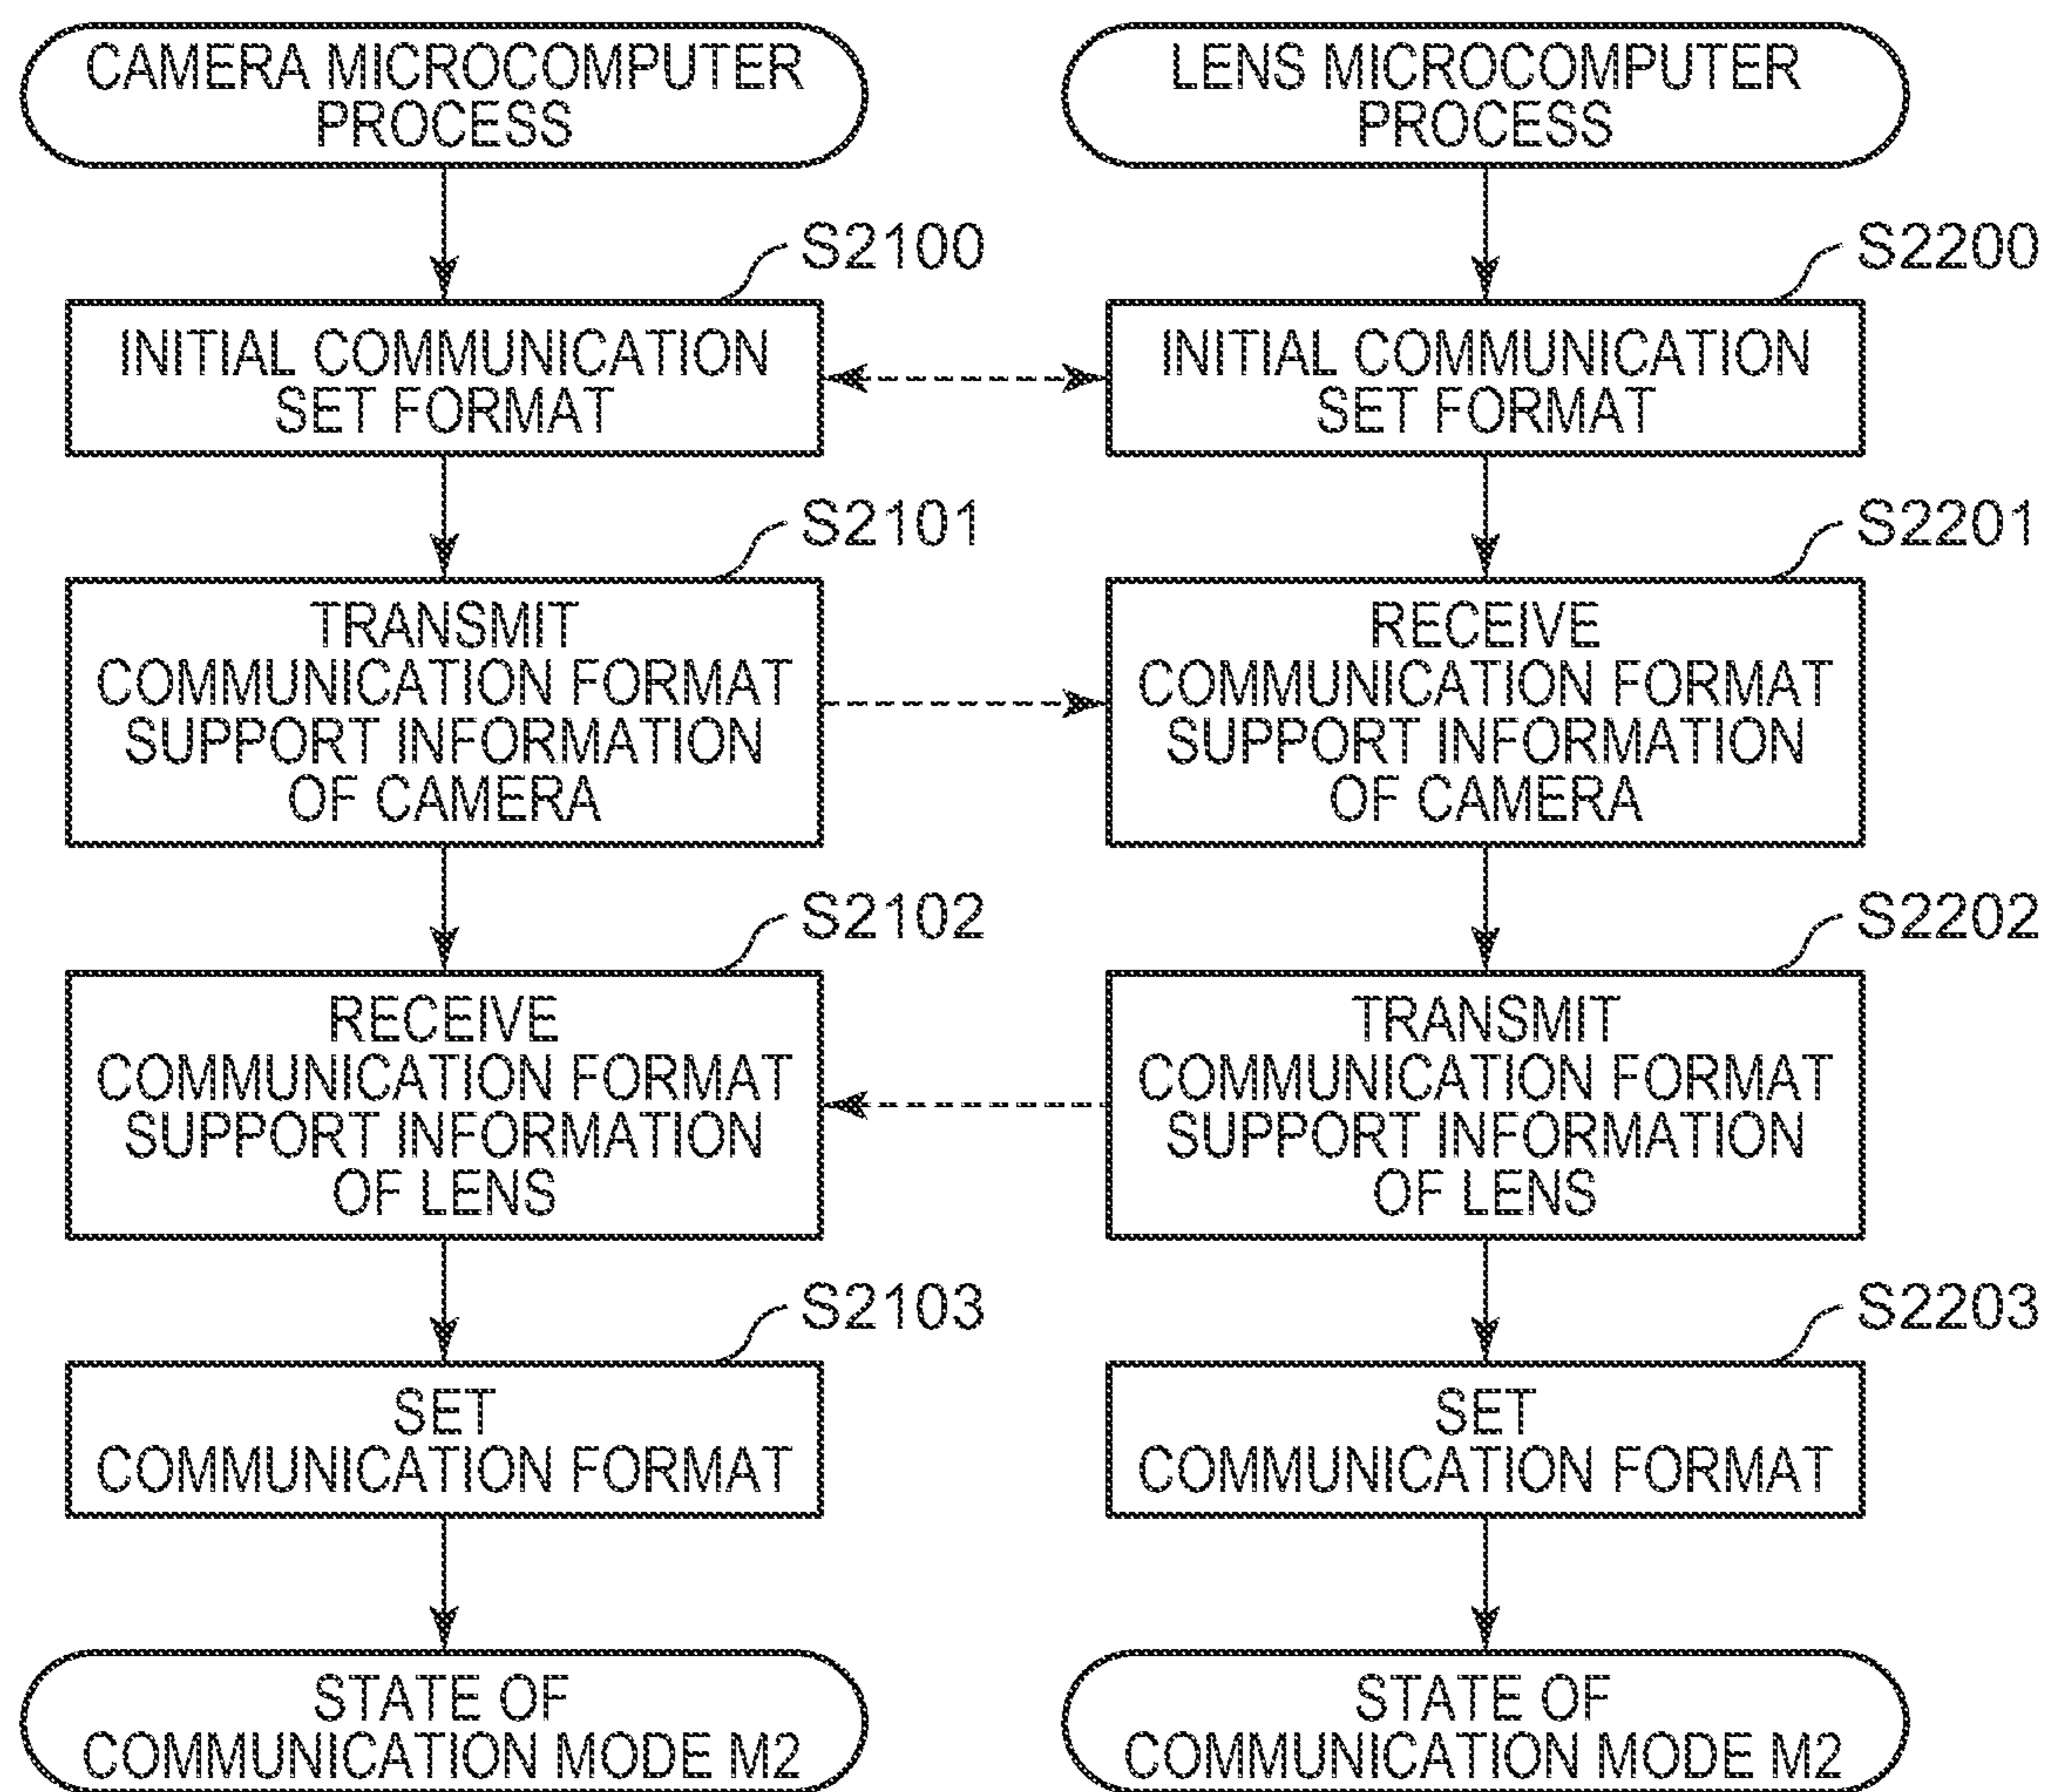 CAMERA MICROCOMPUTER
PROCESS
S2100
INITIAL COMMUNICATION
SET FORMAT
S2101
TRANSMIT
COMMUNICATION FORMAT
SUPPORT INFORMATION
OF CAMERA
S2102
RECEIVE
COMMUNICATION FORMAT
SUPPORT INFORMATION
OF LENS
S2103
SET
COMMUNICATION FORMAT
STATE OF
COMMUNICATION MODE M2
LENS MICROCOMPUTER
PROCESS
S2200
INITIAL COMMUNICATION
SET FORMAT
S2201
RECEIVE
COMMUNICATION FORMAT
SUPPORT INFORMATION
OF CAMERA
S2202
TRANSMIT
COMMUNICATION FORMAT
SUPPORT INFORMATION
OF LENS
S2203
SET
COMMUNICATION FORMAT
STATE OF
COMMUNICATION MODE M2